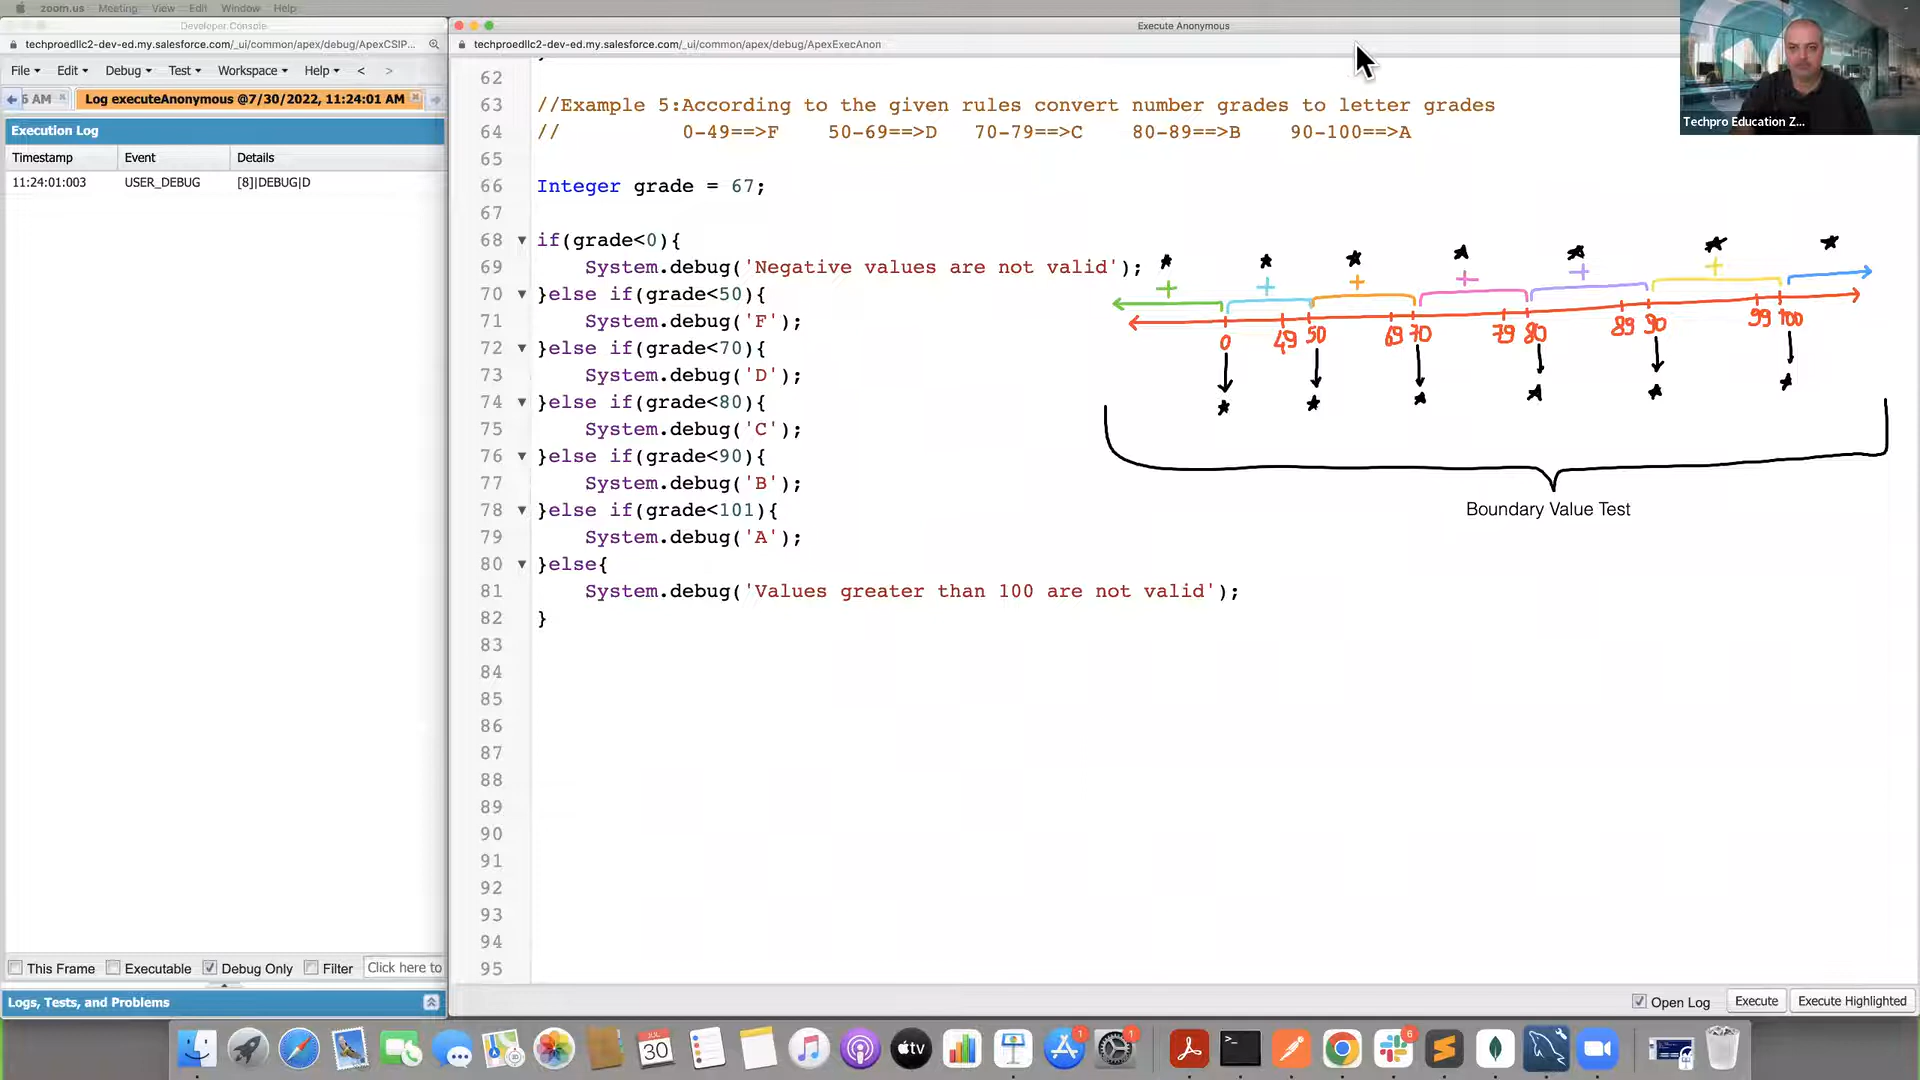 zoom.us Meeting View Edit Window Help
Developer Console
techproedllc2-dev-ed.my.salesforce.com/_ui/common/apex/debug/ApexCSIP...
File Edit Debug Test Workspace Help < >
5 AM Log executeAnonymous @7/30/2022, 11:24:01 AM
Execution Log
Timestamp Event Details
11:24:01:003 USER_DEBUG [8]|DEBUG|D
This Frame Executable Debug Only Filter Click here to
Logs, Tests, and Problems
Execute Anonymous
techproedllc2-dev-ed.my.salesforce.com/_ui/common/apex/debug/ApexExecAnon
62
63 //Example 5:According to the given rules convert number grades to letter grades
64 // 0-49==>F 50-69==>D 70-79==>C 80-89==>B 90-100==>A
65
66 Integer grade = 67;
67
68 if(grade<0){
69 System.debug('Negative values are not valid');
70 }else if(grade<50){
71 System.debug('F');
72 }else if(grade<70){
73 System.debug('D');
74 }else if(grade<80){
75 System.debug('C');
76 }else if(grade<90){
77 System.debug('B');
78 }else if(grade<101){
79 System.debug('A');
80 }else{
81 System.debug('Values greater than 100 are not valid');
82 }
83
84
85
86
87
88
89
90
91
92
93
94
95
0 49 50 69 70 79 80 89 90 99 100
Boundary Value Test
Techpro Education Z...
Open Log Execute Execute Highlighted
JUL
30
tv
1
1
6